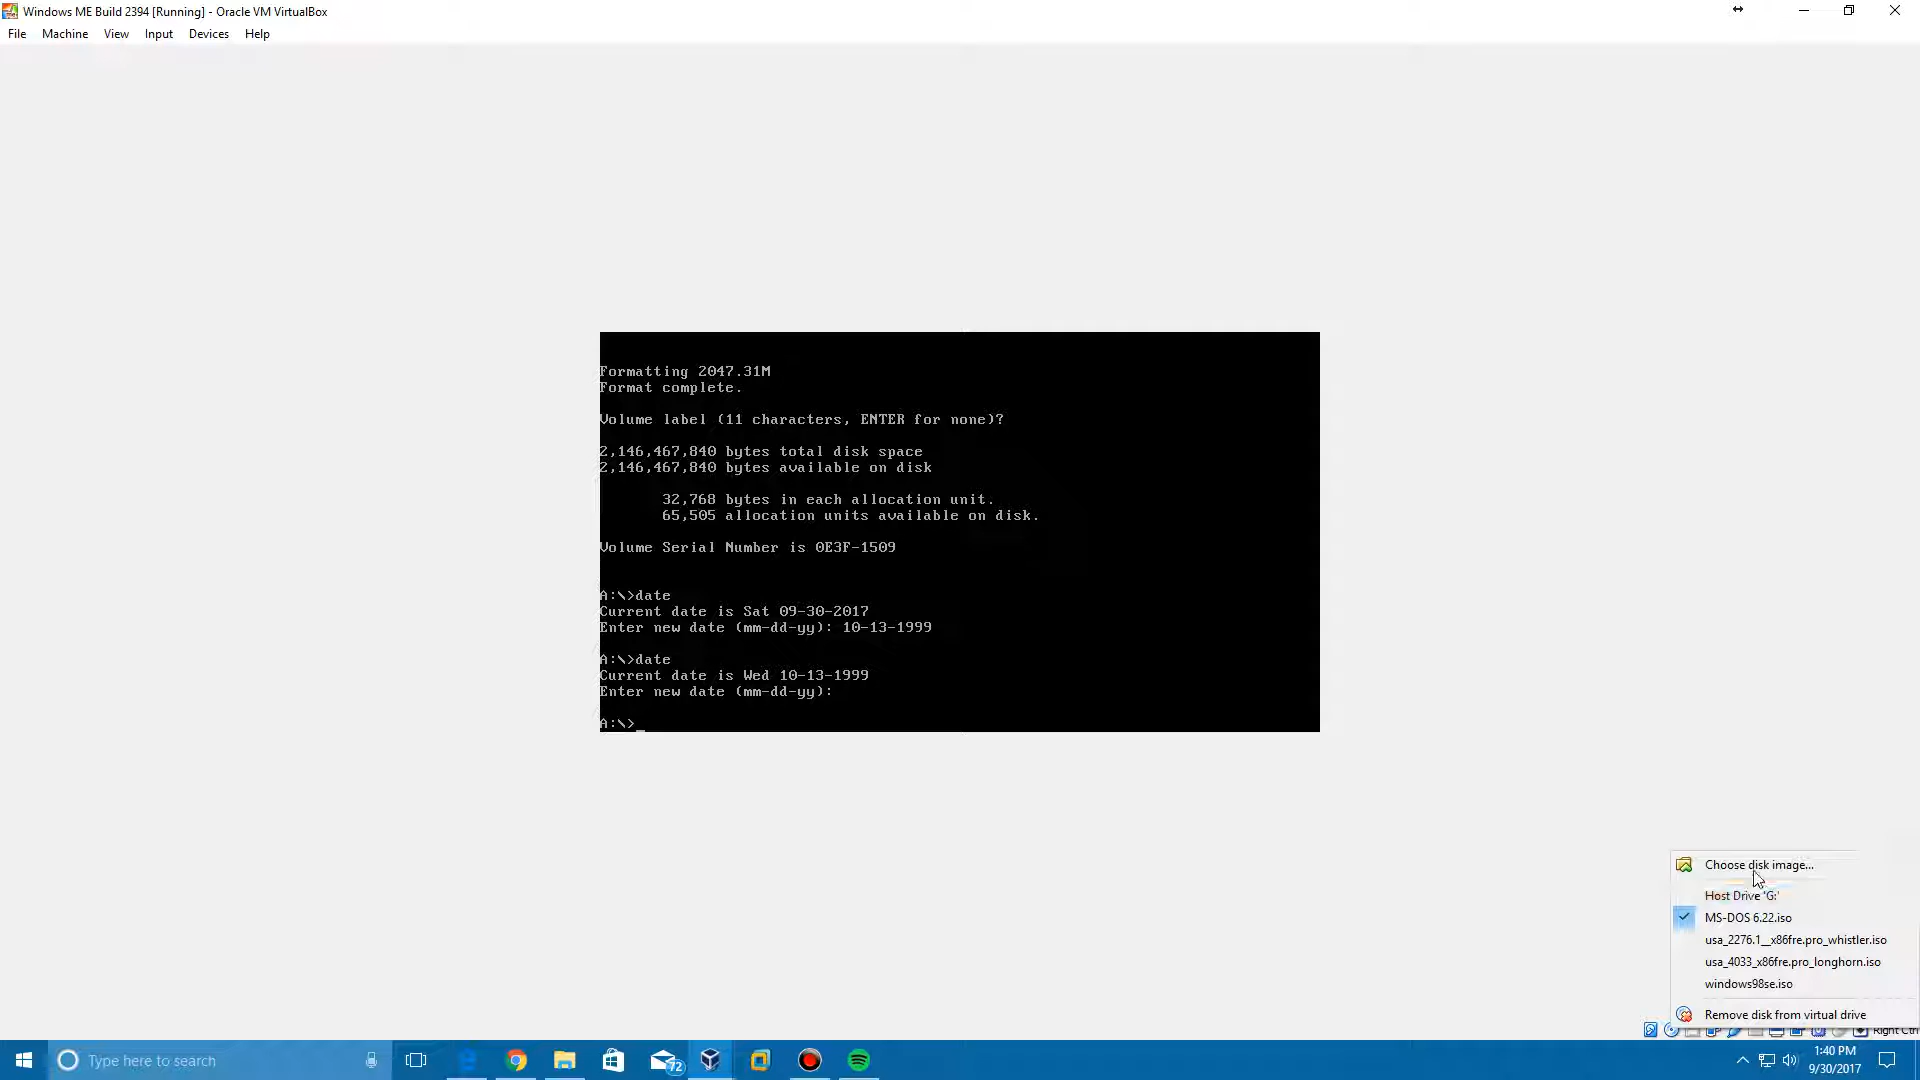 Windows ME Build 2394 [Running] - Oracle VM VirtualBox
File Machine View Input Devices Help
Formatting 2047.31M
Format complete.
Volume label (11 characters, ENTER for none)?
2,146,467,840 bytes total disk space
2,146,467,840 bytes available on disk
32,768 bytes in each allocation unit.
65,505 allocation units available on disk.
Volume Serial Number is 0E3F-1509
A:\>date
Current date is Sat 09-30-2017
Enter new date (mm-dd-yy): 10-13-1999
A:\>date
Current date is Wed 10-13-1999
Enter new date (mm-dd-yy):
A:\>_
Choose disk image...
Host Drive 'G:'
MS-DOS 6.22.iso
usa_2276.1__x86fre.pro_whistler.iso
usa_4033_x86fre.pro_longhorn.iso
windows98se.iso
Remove disk from virtual drive
Right Ctrl
Type here to search
72
1:40 PM
9/30/2017